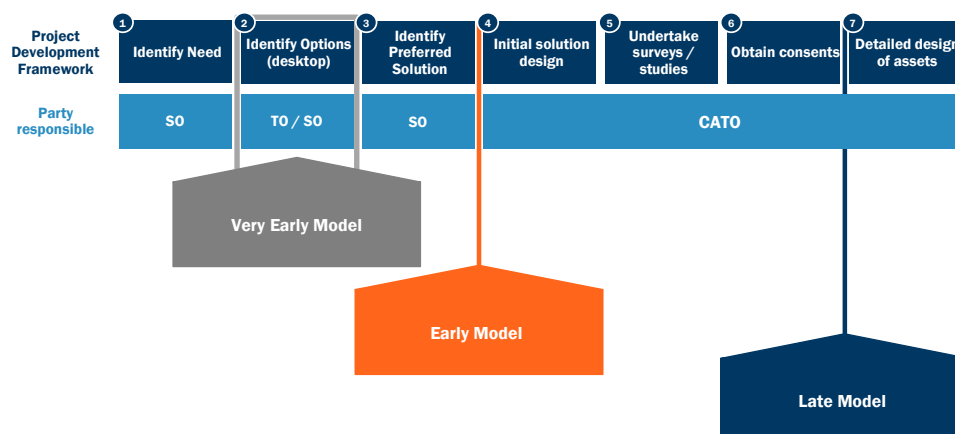 1
2
3
4
5
6
7
Project
Development
Framework
Identify Need
Identify Options
(desktop)
Identify
Preferred
Solution
Initial solution
design
Undertake
surveys /
studies
Obtain consents
Detailed design
of assets
Party
responsible
SO
TO / SO
SO
CATO
Very Early Model
Early Model
Late Model